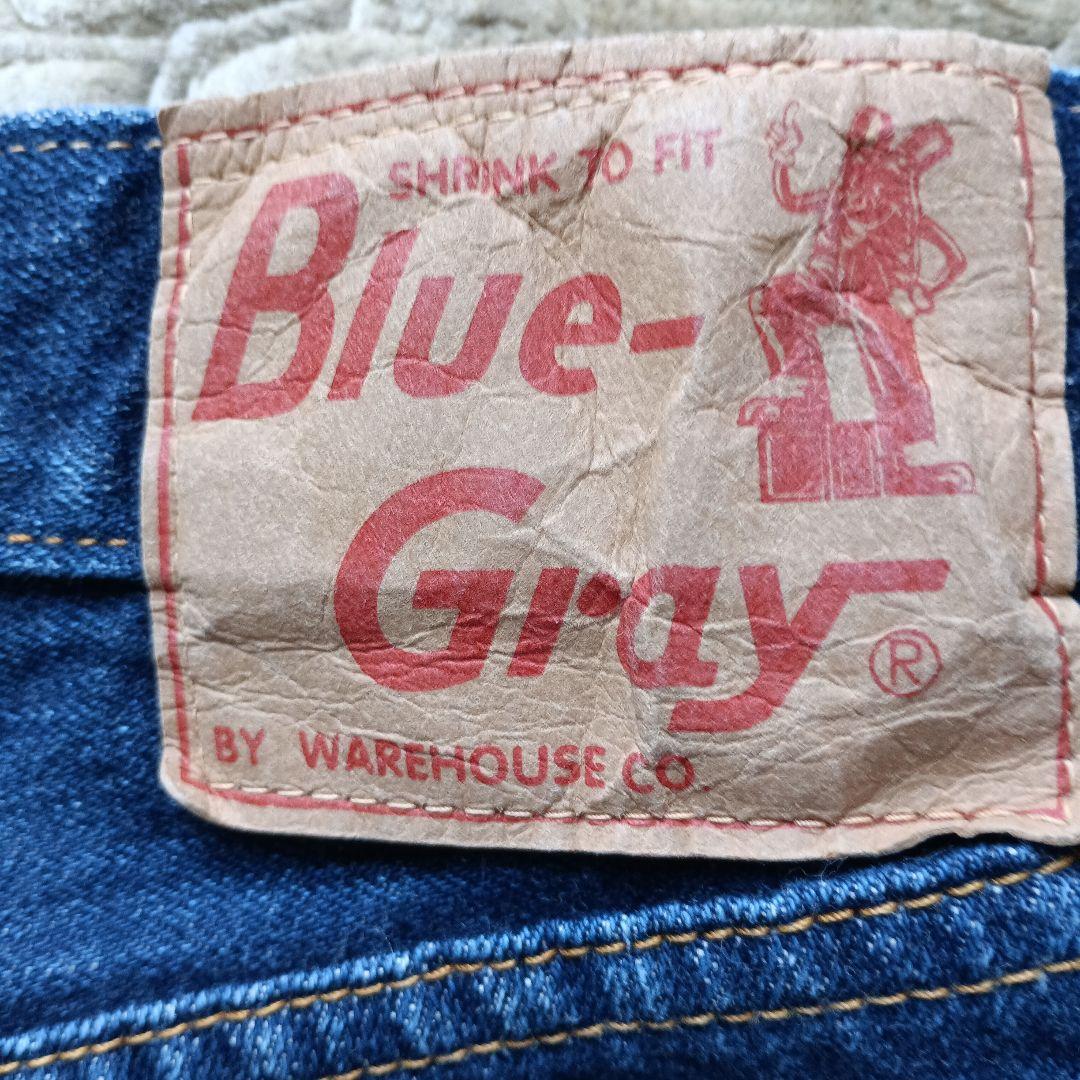 SHRINK TO FIT
Blue-
Gray®
BY WAREHOUSE CO.